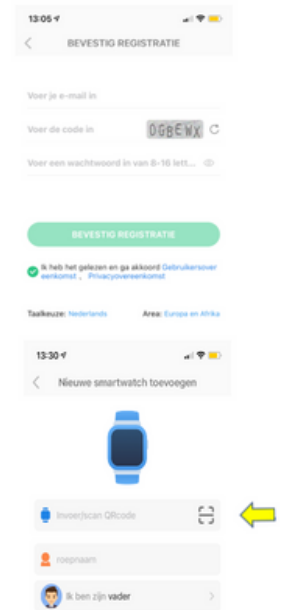 13:05
BEVESTIG REGISTRATIE
Voer je e-mail in
Voer de code in
OGBEWX
Voer een wachtwoord in van 8-16 lett...
BEVESTIG REGISTRATIE
Ik heb het gelezen en ga akkoord Gebruikersover
eenkomst , Privacyovereenkomst
Taalkeuze: Nederlands Area: Europa en Afrika
13:30
Nieuwe smartwatch toevoegen
Invoer/scan QRcode
roepnaam
Ik ben zijn vader